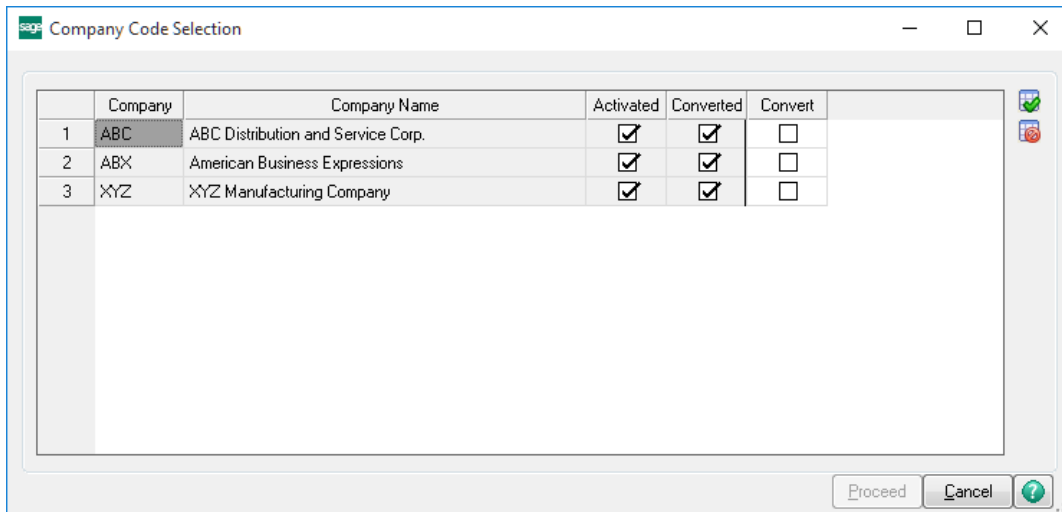 sage Company Code Selection
Company Company Name Activated Converted Convert
1 ABC ABC Distribution and Service Corp.
2 ABX American Business Expressions
3 XYZ XYZ Manufacturing Company
Proceed Cancel ?